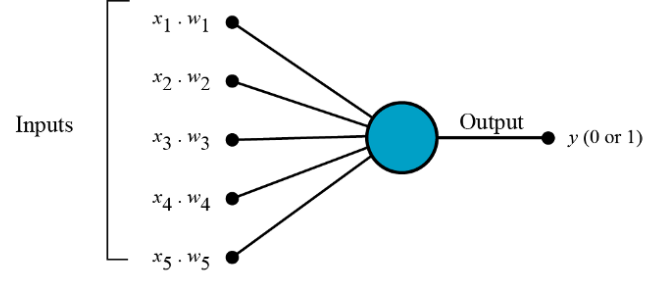 x1 · w1
x2 · w2
Inputs
x3 · w3
x4 · w4
x5 · w5
Output
y (0 or 1)